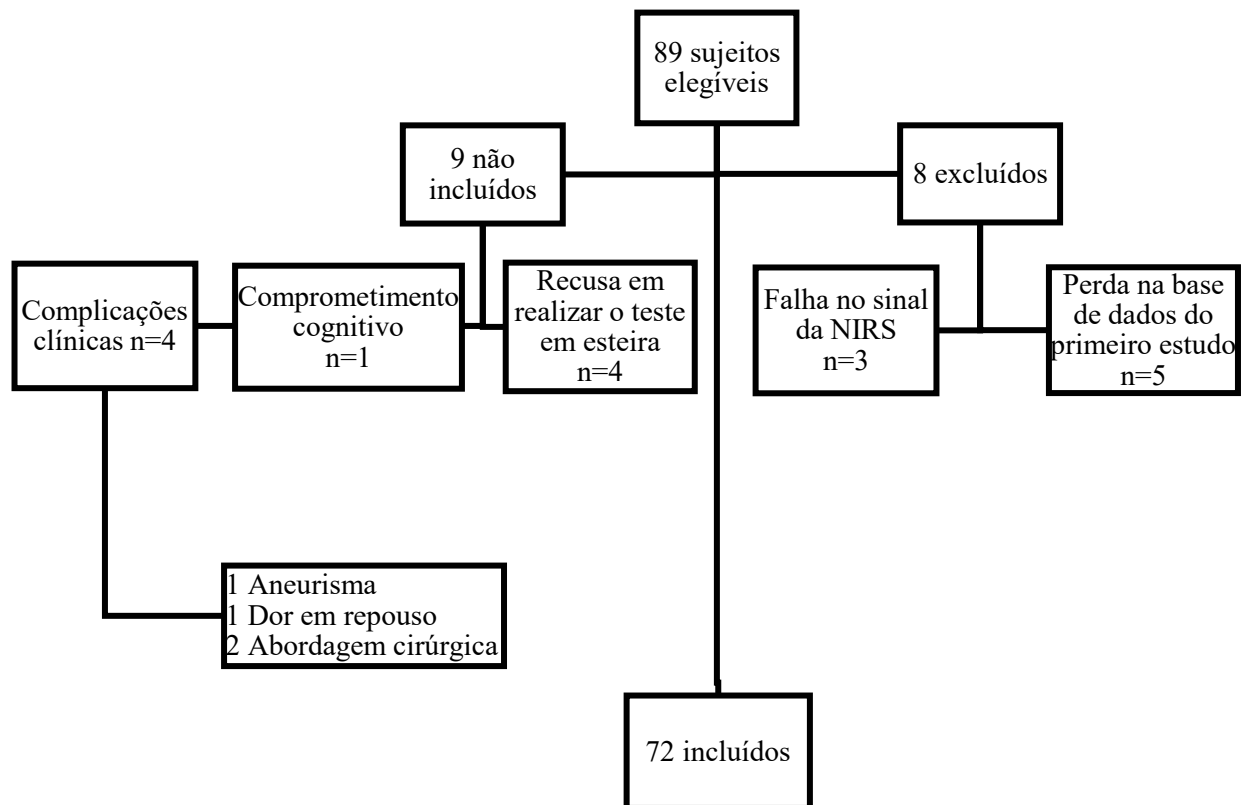 89 sujeitos
elegíveis
9 não
incluídos
8 excluídos
Complicações
clínicas n=4
Comprometimento
cognitivo
n=1
Recusa em
realizar o teste
em esteira
n=4
Falha no sinal
da NIRS
n=3
Perda na base
de dados do
primeiro estudo
n=5
1 Aneurisma
1 Dor em repouso
2 Abordagem cirúrgica
72 incluídos